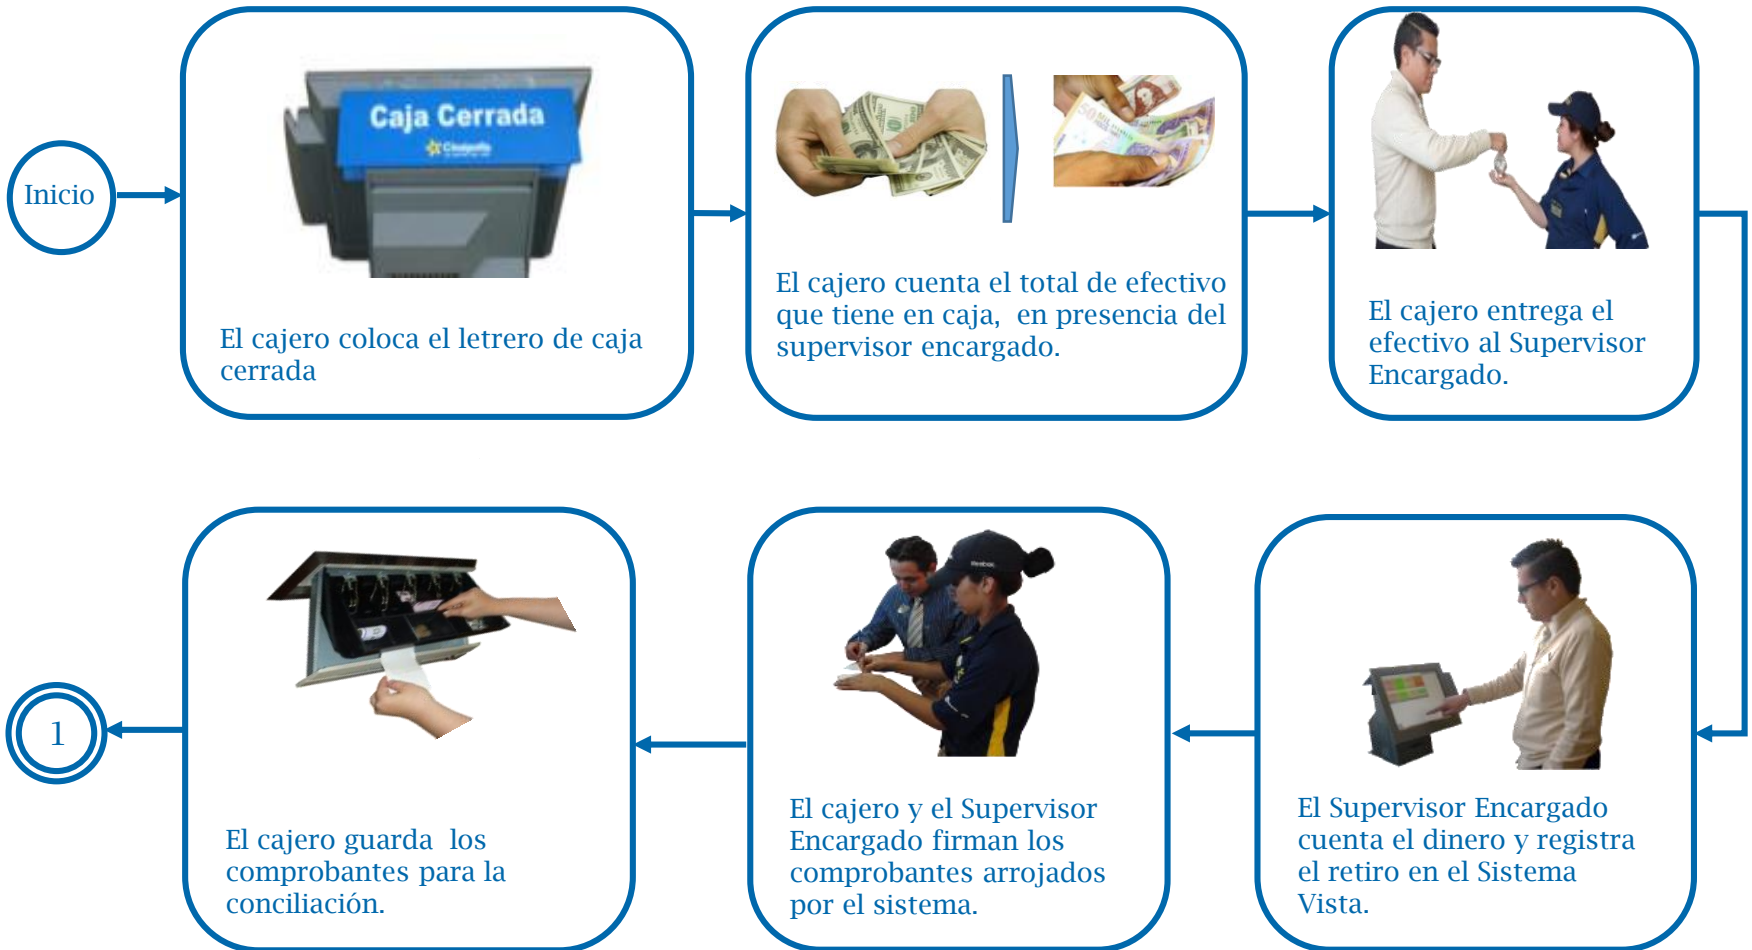 Inicio
Caja Cerrada
Cinépolis
El cajero coloca el letrero de caja
cerrada
El cajero cuenta el total de efectivo
que tiene en caja,  en presencia del
supervisor encargado.
El cajero entrega el
efectivo al Supervisor
Encargado.
El Supervisor Encargado
cuenta el dinero y registra
el retiro en el Sistema
Vista.
El cajero y el Supervisor
Encargado firman los
comprobantes arrojados
por el sistema.
El cajero guarda  los
comprobantes para la
conciliación.
1